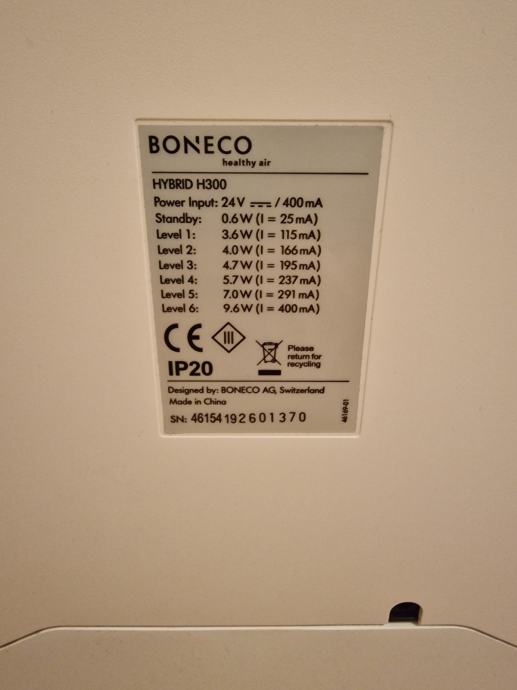 BONECO
healthy air
HYBRID H300
Power Input: 24V ⎓ / 400mA
Standby: 0.6W (I = 25mA)
Level 1: 3.6W (I = 115mA)
Level 2: 4.0W (I = 166mA)
Level 3: 4.7W (I = 195mA)
Level 4: 5.7W (I = 237mA)
Level 5: 7.0W (I = 291mA)
Level 6: 9.6W (I = 400mA)
CE III
Please
return for
recycling
IP20
Designed by: BONECO AG, Switzerland
Made in China
SN: 46154192601370
46169-01